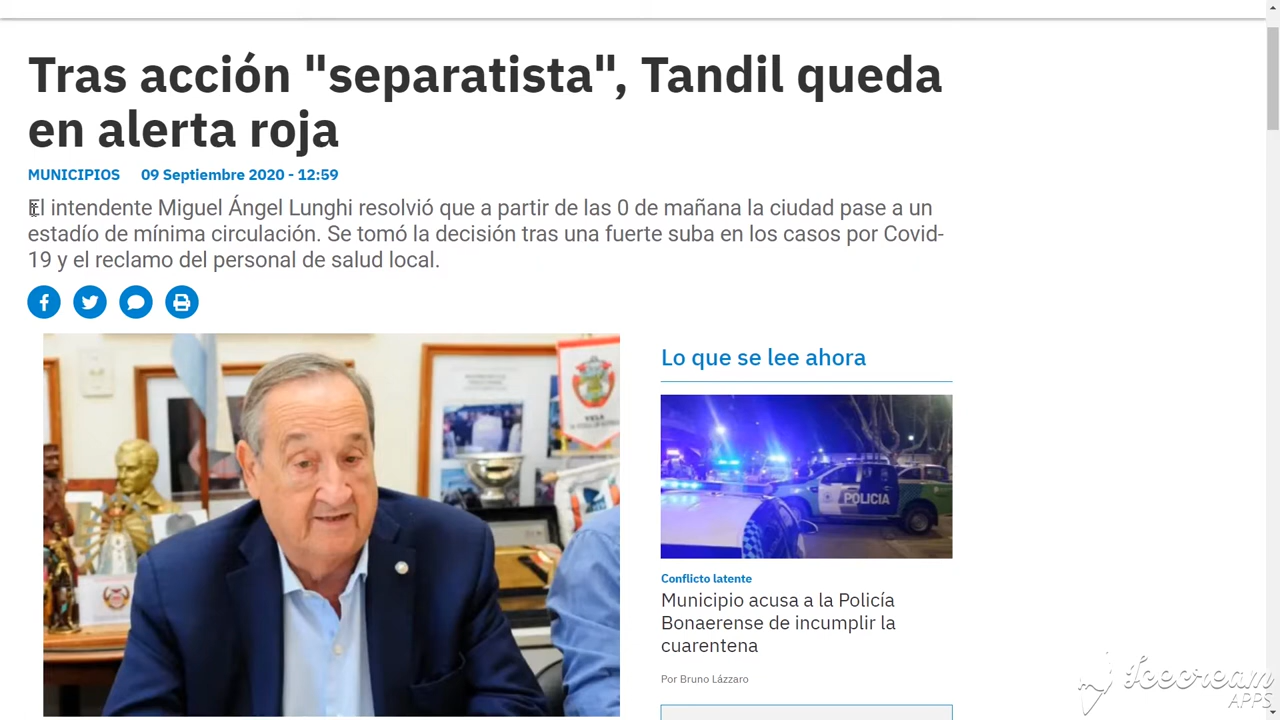 Tras acción "separatista", Tandil queda
en alerta roja
MUNICIPIOS 09 Septiembre 2020 - 12:59
El intendente Miguel Ángel Lunghi resolvió que a partir de las 0 de mañana la ciudad pase a un
estadío de mínima circulación. Se tomó la decisión tras una fuerte suba en los casos por Covid-
19 y el reclamo del personal de salud local.
Lo que se lee ahora
POLICIA
Conflicto latente
Municipio acusa a la Policía
Bonaerense de incumplir la
cuarentena
Por Bruno Lázzaro
Icecream
APPS